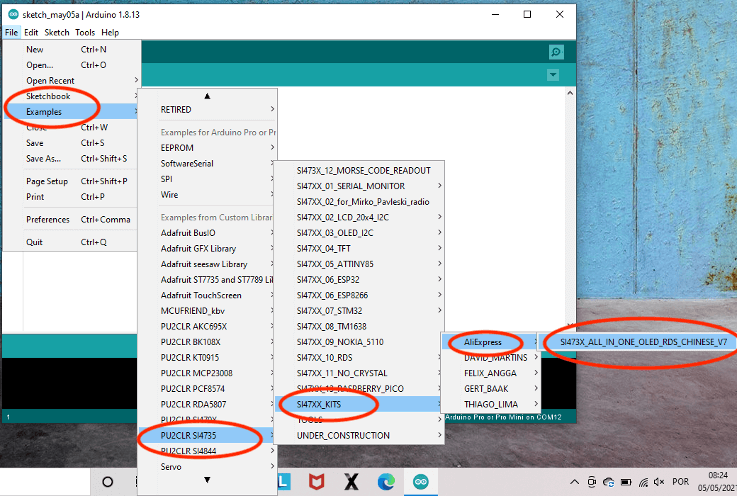 sketch_may05a | Arduino 1.8.13
File Edit Sketch Tools Help
New Ctrl+N
Open... Ctrl+O
Open Recent
Sketchbook
Examples
Close Ctrl+W
Save Ctrl+S
Save As... Ctrl+Shift+S
Page Setup Ctrl+Shift+P
Print Ctrl+P
Preferences Ctrl+Comma
Quit Ctrl+Q
RETIRED
Examples for Arduino Pro or Pr
EEPROM
SoftwareSerial
SPI
Wire
Examples from Custom Librar
Adafruit BusIO
Adafruit GFX Library
Adafruit seesaw Library
Adafruit ST7735 and ST7789 Li
Adafruit TouchScreen
MCUFRIEND_kbv
PU2CLR AKC695X
PU2CLR BK108X
PU2CLR KT0915
PU2CLR MCP23008
PU2CLR PCF8574
PU2CLR RDA5807
PU2CLR SI470X
PU2CLR SI4735
PU2CLR SI4844
Servo
SI473X_12_MORSE_CODE_READOUT
SI47XX_01_SERIAL_MONITOR
SI47XX_02_for_Mirko_Pavleski_radio
SI47XX_02_LCD_20x4_I2C
SI47XX_03_OLED_I2C
SI47XX_04_TFT
SI47XX_05_ATTINY85
SI47XX_06_ESP32
SI47XX_06_ESP8266
SI47XX_07_STM32
SI47XX_08_TM1638
SI47XX_09_NOKIA_5110
SI47XX_10_RDS
SI47XX_11_NO_CRYSTAL
SI47XX_13_RASPBERRY_PICO
SI47XX_KITS
TOOLS
UNDER_CONSTRUCTION
AliExpress
DAVID_MARTINS
FELIX_ANGGA
GERT_BAAK
THIAGO_LIMA
SI473X_ALL_IN_ONE_OLED_RDS_CHINESE_V7
1
Arduino Pro or Pro Mini on COM12
L
X
POR
08:24
05/05/202